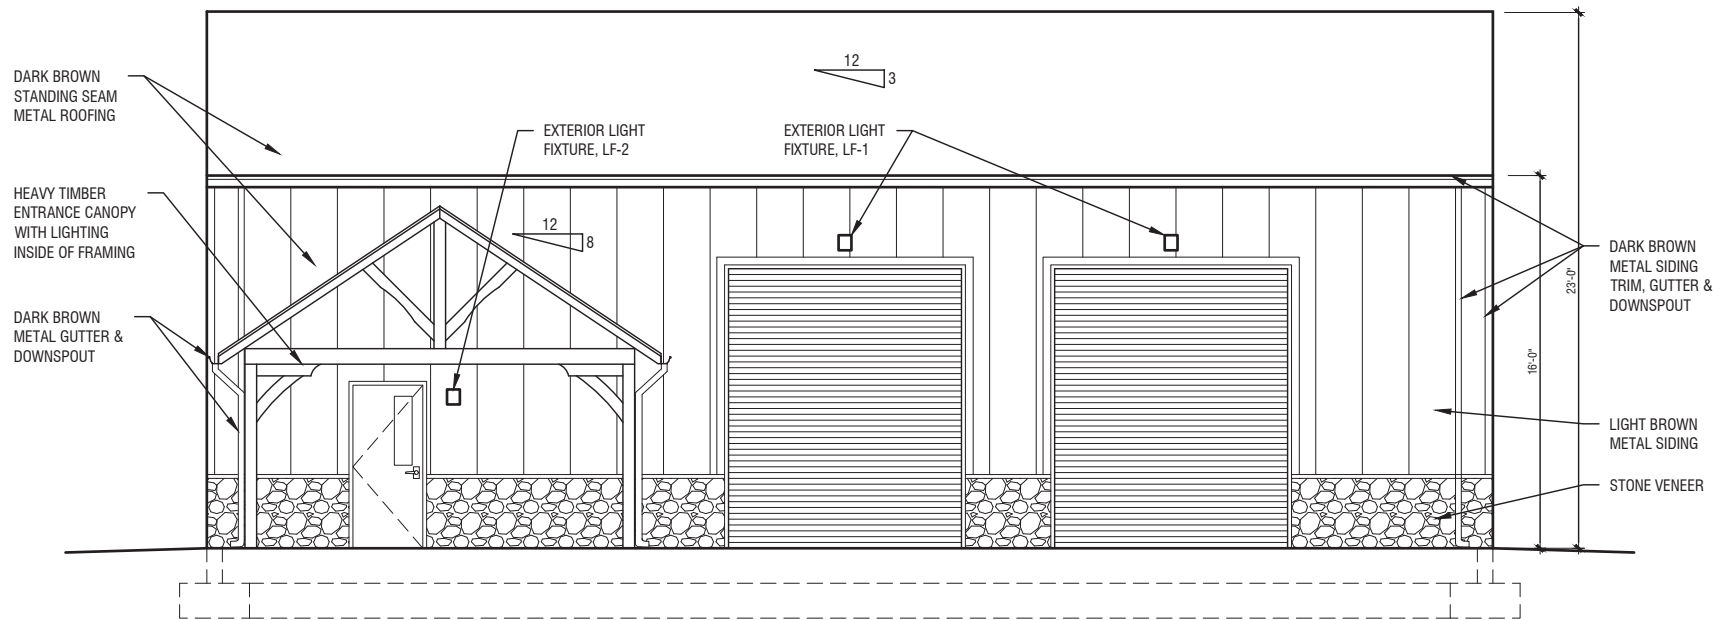 DARK BROWN
STANDING SEAM
METAL ROOFING
12
3
EXTERIOR LIGHT
FIXTURE, LF-2
EXTERIOR LIGHT
FIXTURE, LF-1
HEAVY TIMBER
ENTRANCE CANOPY
WITH LIGHTING
INSIDE OF FRAMING
12
8
DARK BROWN
METAL SIDING
TRIM, GUTTER &
DOWNSPOUT
23'-0"
16'-0"
DARK BROWN
METAL GUTTER &
DOWNSPOUT
LIGHT BROWN
METAL SIDING
STONE VENEER